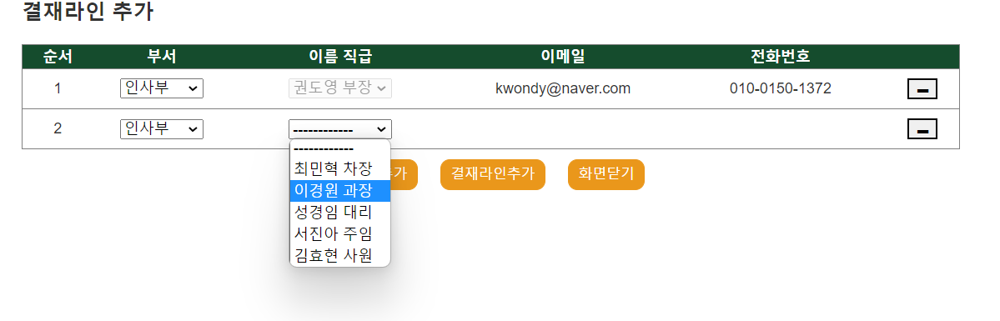 결재라인 추가
순서 부서 이름 직급 이메일 전화번호
1 인사부 권도영 부장 kwondy@naver.com 010-0150-1372 -
2 인사부 ------------ -
------------
최민혁 차장
이경원 과장
성경임 대리
서진아 주임
김효현 사원
가 결재라인추가 화면닫기